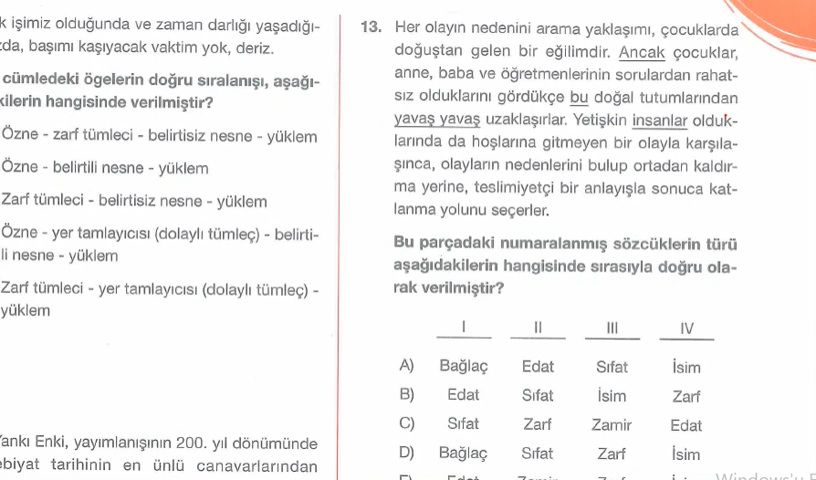 k işimiz olduğunda ve zaman darlığı yaşadığı-
da, başımı kaşıyacak vaktim yok, deriz.
cümledeki ögelerin doğru sıralanışı, aşağı-
kilerin hangisinde verilmiştir?
Özne - zarf tümleci - belirtisiz nesne - yüklem
Özne - belirtili nesne - yüklem
Zarf tümleci - belirtisiz nesne - yüklem
Özne - yer tamlayıcısı (dolaylı tümleç) - belirti-
li nesne - yüklem
Zarf tümleci - yer tamlayıcısı (dolaylı tümleç) -
yüklem
ankı Enki, yayımlanışının 200. yıl dönümünde
ebiyat tarihinin en ünlü canavarlarından
13. Her olayın nedenini arama yaklaşımı, çocuklarda
doğuştan gelen bir eğilimdir. Ancak çocuklar,
anne, baba ve öğretmenlerinin sorulardan rahat-
sız olduklarını gördükçe bu doğal tutumlarından
yavaş yavaş uzaklaşırlar. Yetişkin insanlar olduk-
larında da hoşlarına gitmeyen bir olayla karşıla-
şınca, olayların nedenlerini bulup ortadan kaldır-
ma yerine, teslimiyetçi bir anlayışla sonuca kat-
lanma yolunu seçerler.
Bu parçadaki numaralanmış sözcüklerin türü
aşağıdakilerin hangisinde sırasıyla doğru ola-
rak verilmiştir?
I II III IV
A) Bağlaç Edat Sıfat İsim
B) Edat Sıfat İsim Zarf
C) Sıfat Zarf Zamir Edat
D) Bağlaç Sıfat Zarf İsim
Windows'u